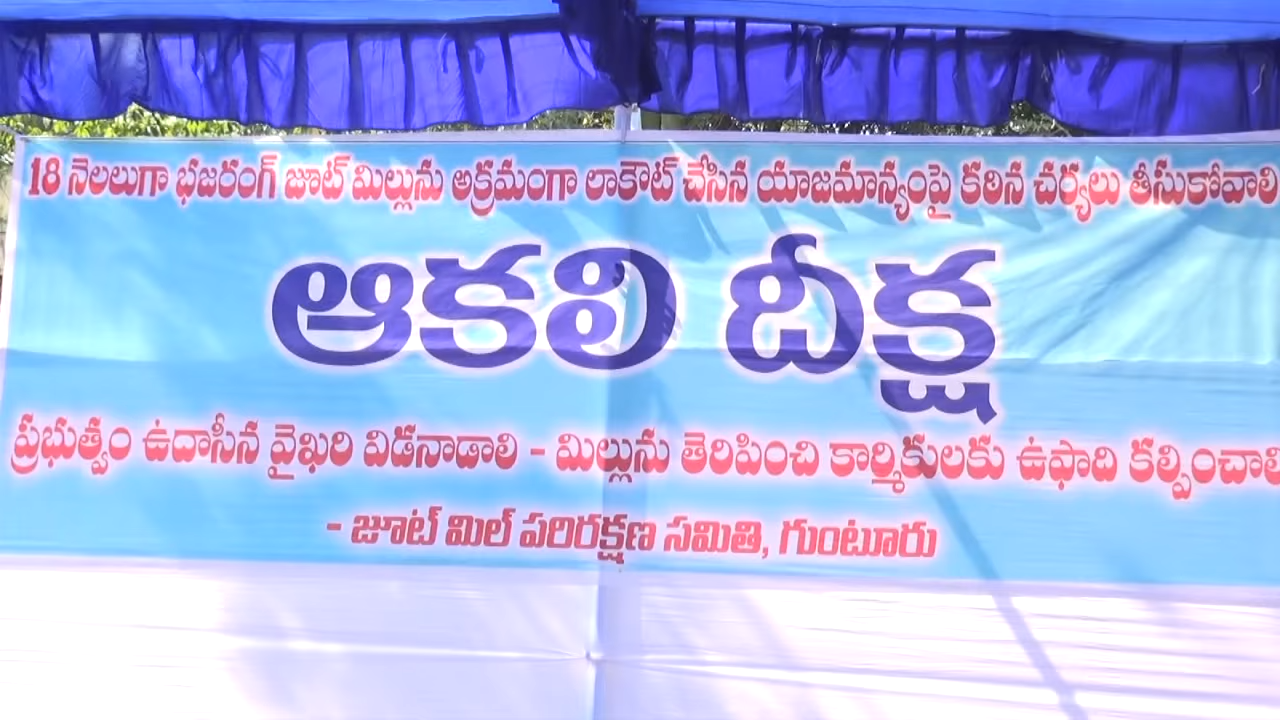 18 నెలలుగా భజరంగ్ జూట్ మిల్లును అక్రమంగా లాకౌట్ చేసిన యాజమాన్యంపై కఠిన చర్యలు తీసుకోవాలి
ఆకలి దీక్ష
ప్రభుత్వం ఉదాసీన వైఖరి విడనాడాలి - మిల్లును తెరిపించి కార్మికులకు ఉఫాది కల్పించాలి
- జూట్ మిల్ పరిరక్షణ సమితి, గుంటూరు